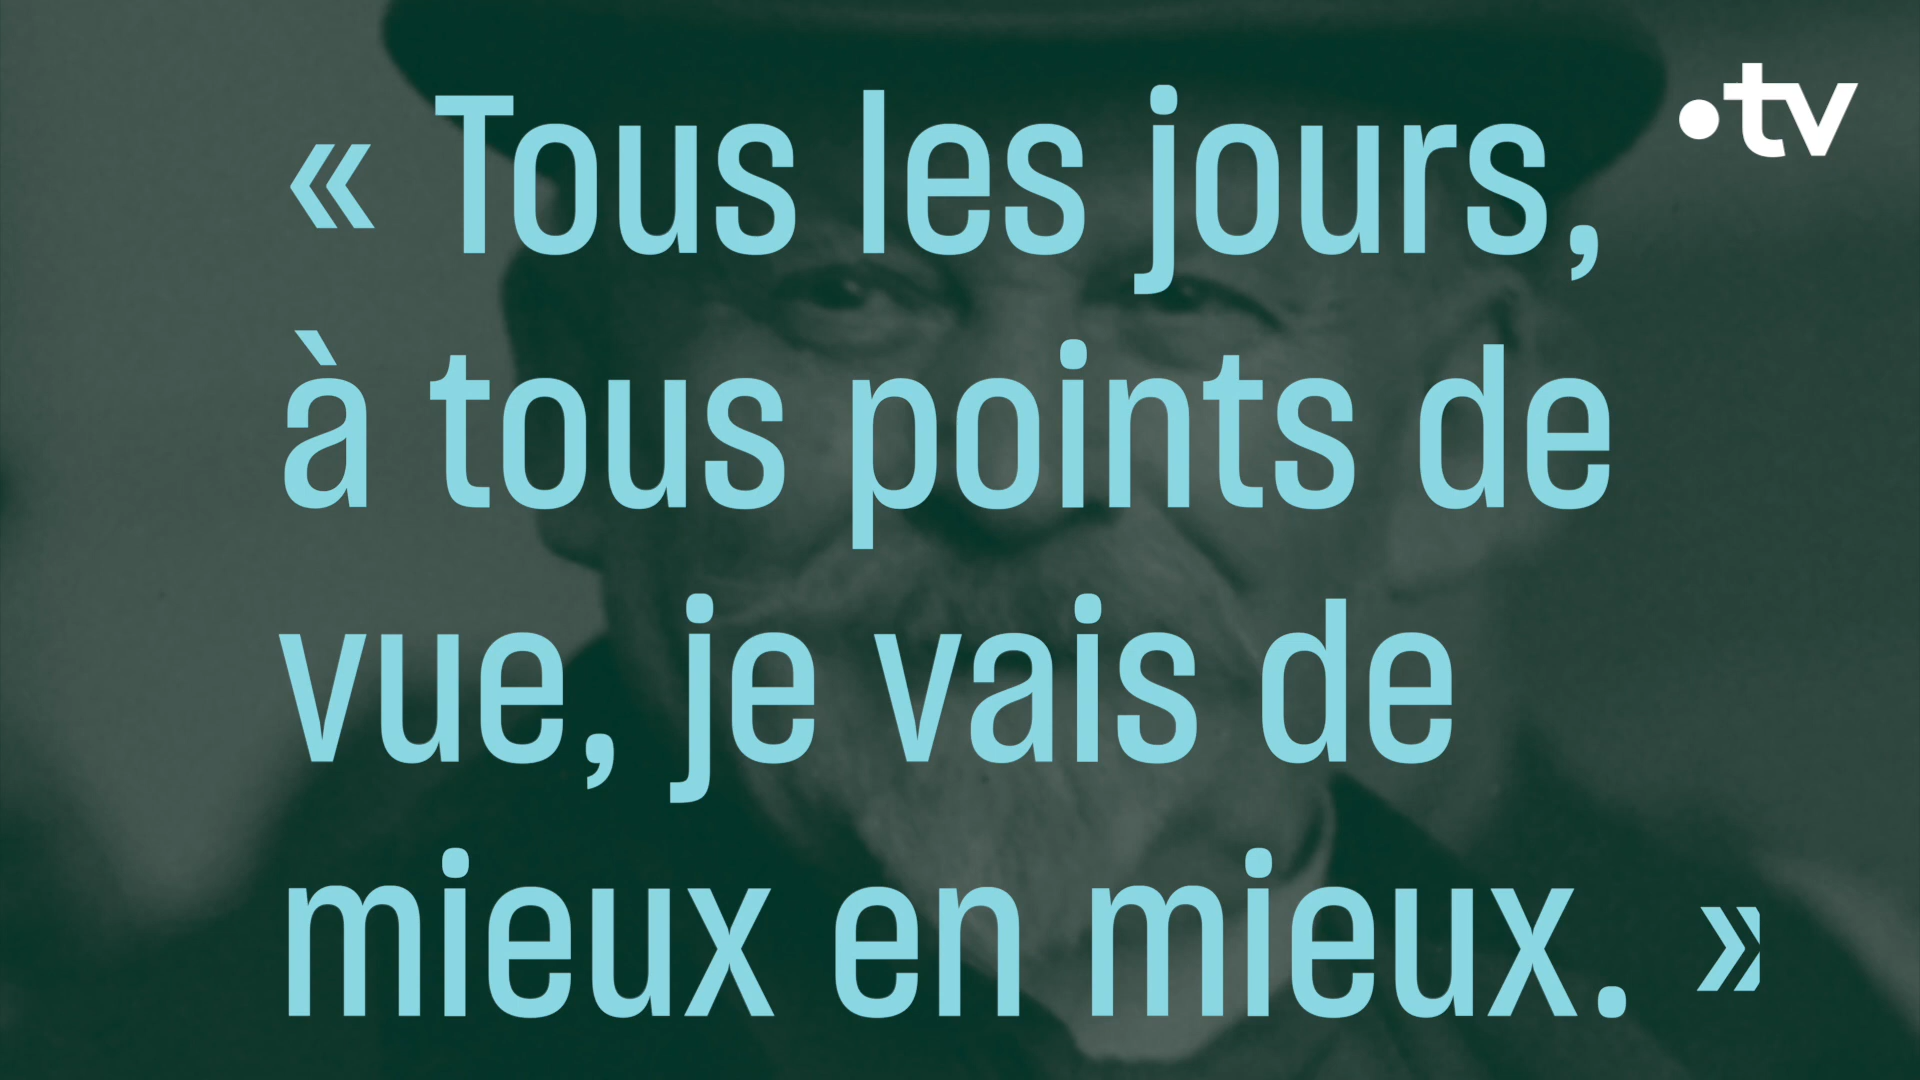 « Tous les jours,
à tous points de
vue, je vais de
mieux en mieux. »
•tv